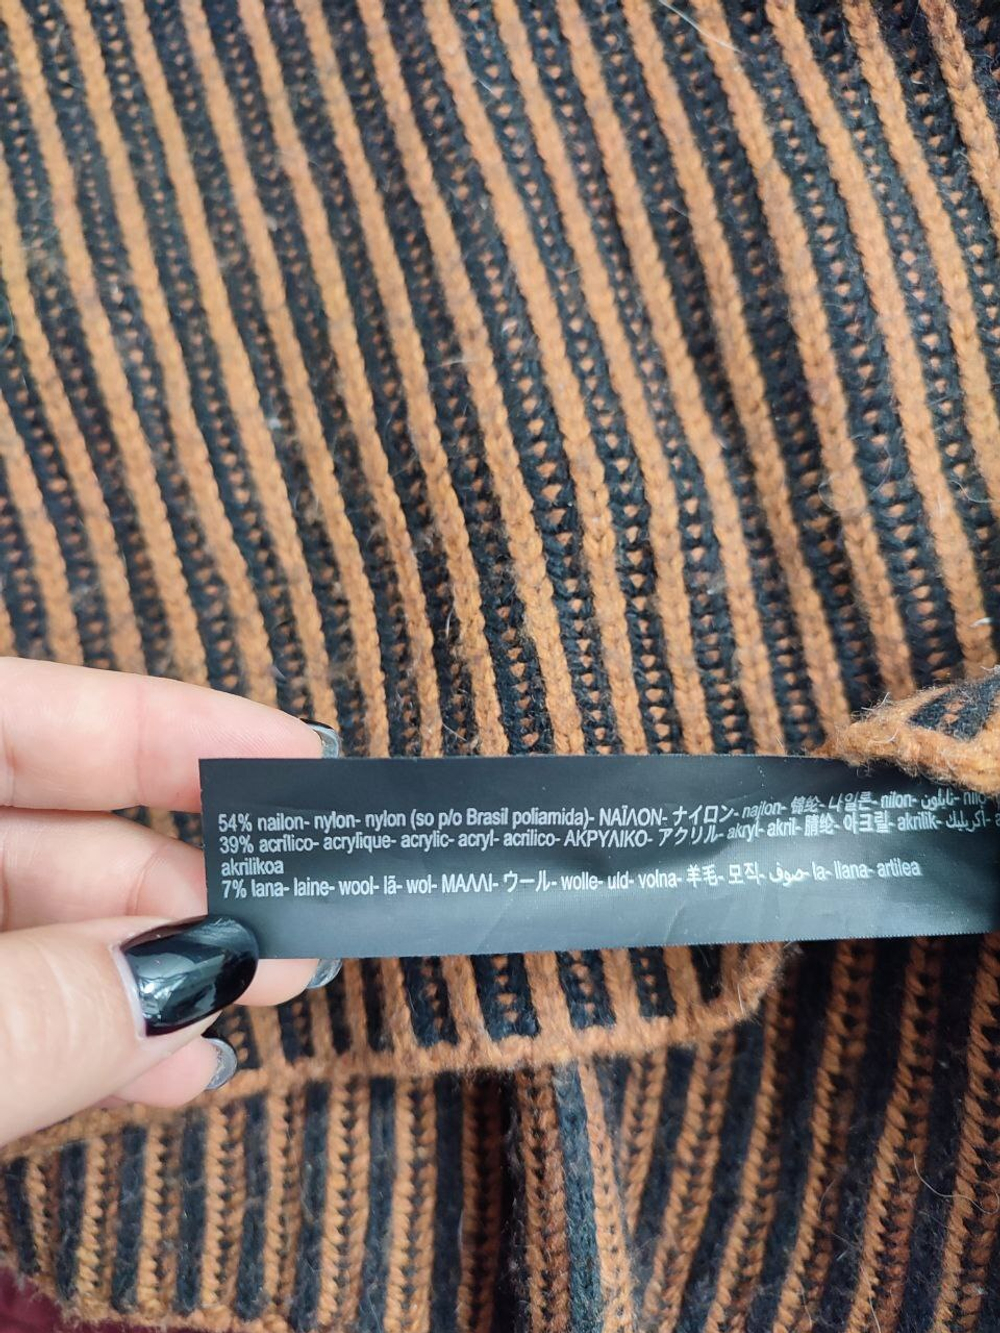 54% nailon- nylon- nylon (so p/o Brasil poliamida)- ΝΑΪΛΟΝ- ナイロン- najlon- 锦纶- 나일론- nilon- نايلون-
39% acrílico- acrylique- acrylic- acryl- acrilico- ΑΚΡΥΛΙΚΟ- アクリル- akryl- akril- 腈纶- 아크릴- akrilik- أكريليك-
akrilikoa
7% lana- laine- wool- lã- wol- ΜΑΛΛΙ- ウール- wolle- uld- volna- 羊毛- 모직- صوف- la- llana- artilea